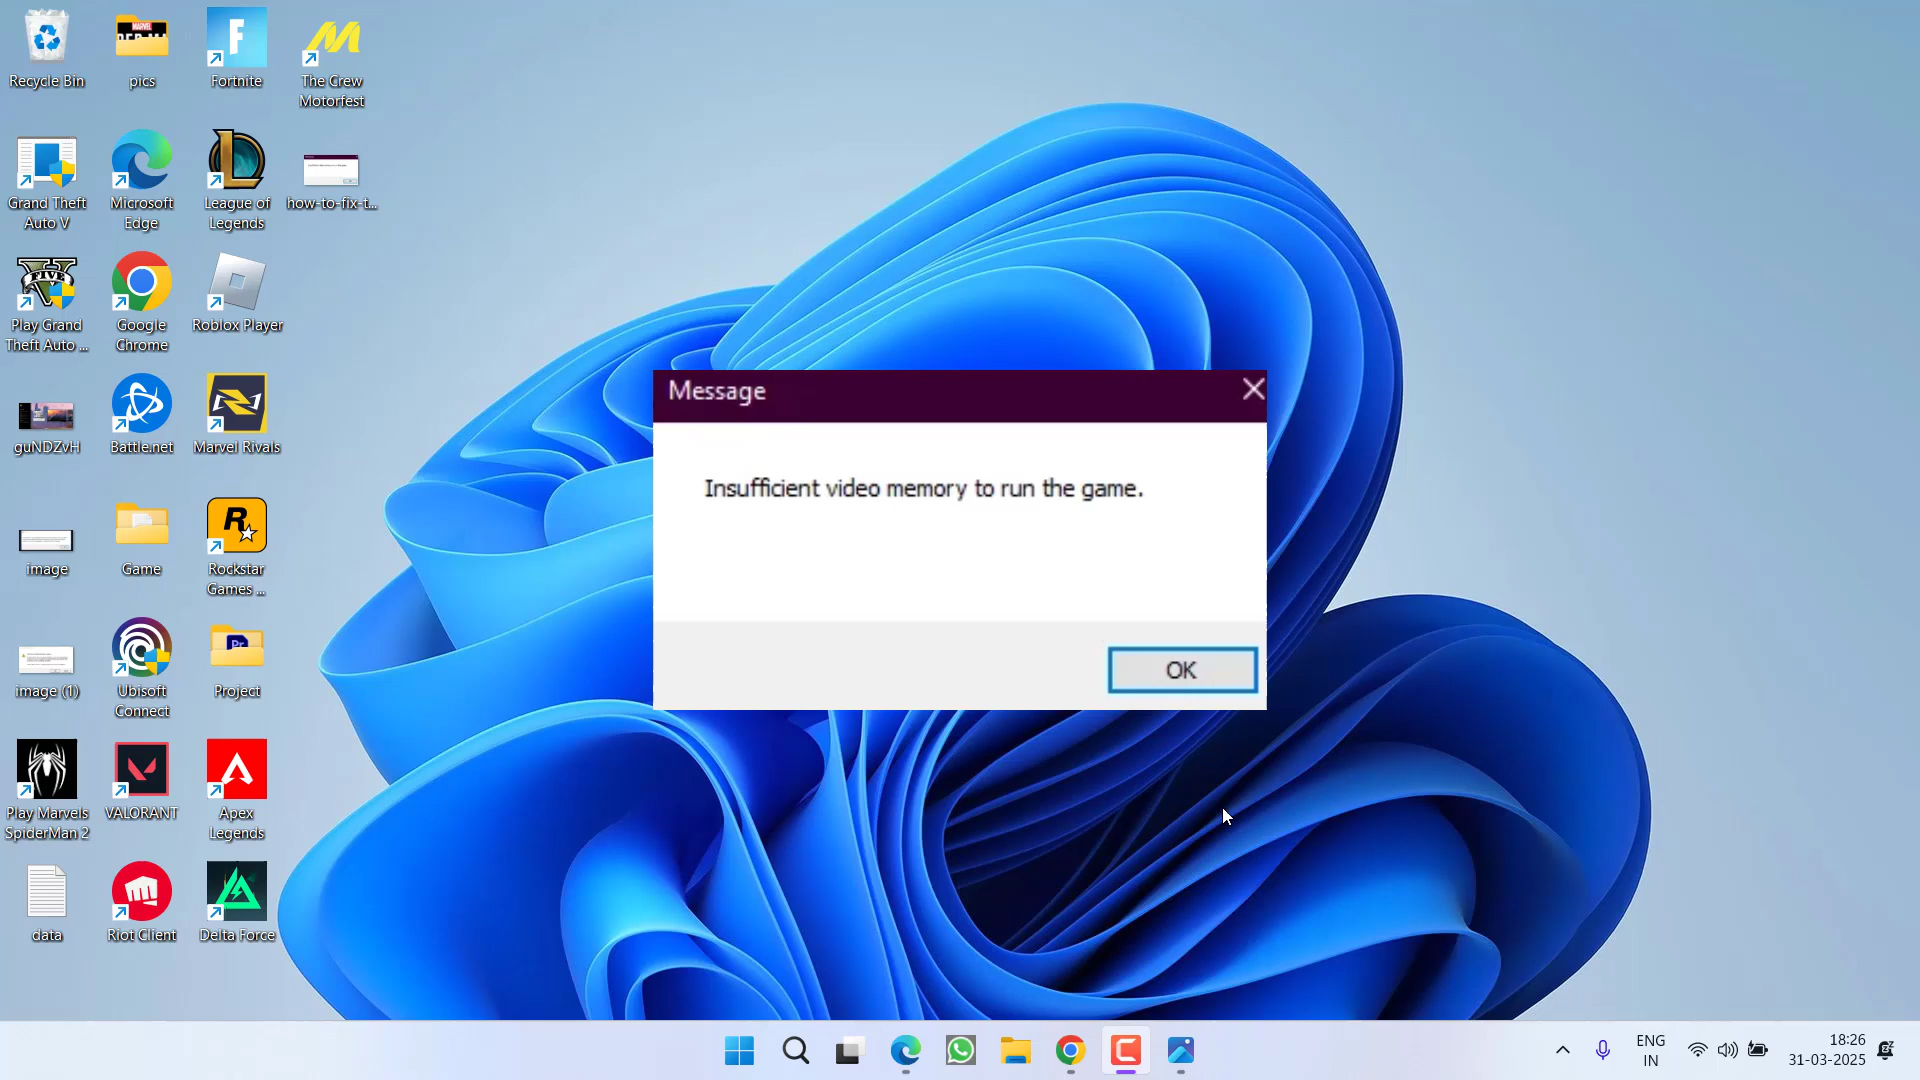 Recycle Bin
pics
Fortnite
The Crew
Motorfest
Grand Theft
Auto V
Microsoft
Edge
League of
Legends
how-to-fix-t...
FIVE
Play Grand
Theft Auto ...
Google
Chrome
Roblox Player
guNDZvH
Battle.net
Marvel Rivals
image
Game
Rockstar
Games ...
image (1)
Ubisoft
Connect
Pr
Project
Play Marvels
SpiderMan 2
VALORANT
Apex
Legends
data
Riot Client
Delta Force
MARVEL
Message
Insufficient video memory to run the game.
OK
ENG
IN
18:26
31-03-2025